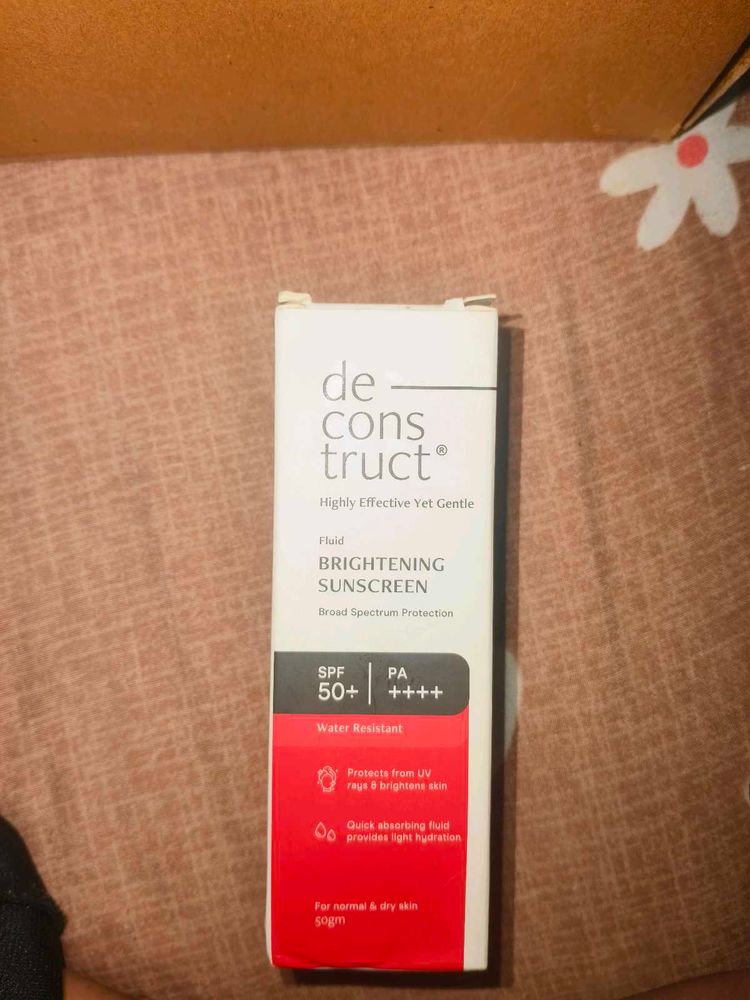 de
cons
truct®
Highly Effective Yet Gentle
Fluid
BRIGHTENING
SUNSCREEN
Broad Spectrum Protection
SPF
50+
PA
++++
Water Resistant
Protects from UV
rays & brightens skin
Quick absorbing fluid
provides light hydration
For normal & dry skin
50gm